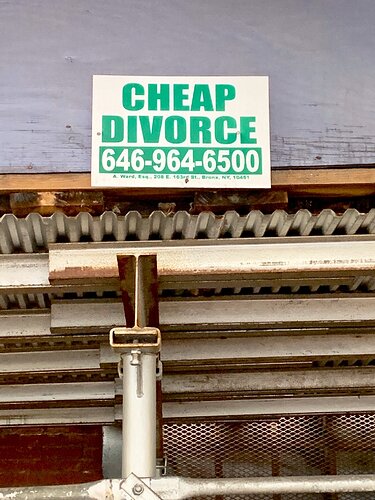 CHEAP
DIVORCE
646-964-6500
A. Ward, Esq., 208 E. 163rd St., Bronx, NY, 10451